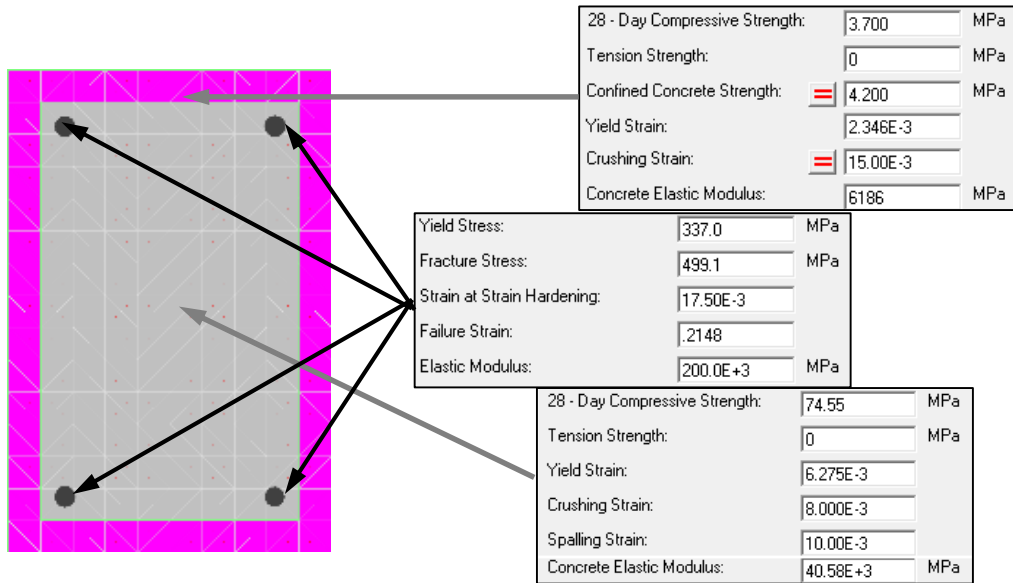 28 - Day Compressive Strength: 3.700 MPa
Tension Strength: 0 MPa
Confined Concrete Strength: = 4.200 MPa
Yield Strain: 2.346E-3
Crushing Strain: = 15.00E-3
Concrete Elastic Modulus: 6186 MPa
Yield Stress: 337.0 MPa
Fracture Stress: 499.1 MPa
Strain at Strain Hardening: 17.50E-3
Failure Strain: .2148
Elastic Modulus: 200.0E+3 MPa
28 - Day Compressive Strength: 74.55 MPa
Tension Strength: 0 MPa
Yield Strain: 6.275E-3
Crushing Strain: 8.000E-3
Spalling Strain: 10.00E-3
Concrete Elastic Modulus: 40.58E+3 MPa